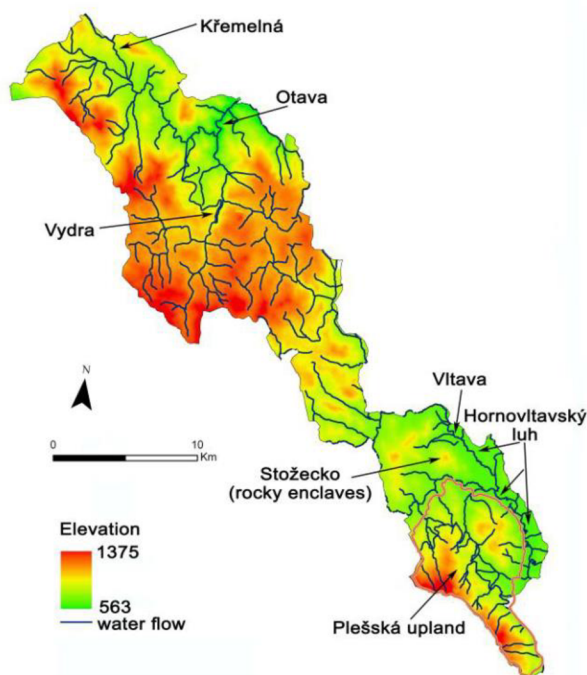 Křemelná
Otava
Vydra
N
Vltava
Hornovltavský
luh
0 10
Km
Stožecko
(rocky enclaves)
Elevation
1375
563
water flow
Plešská upland